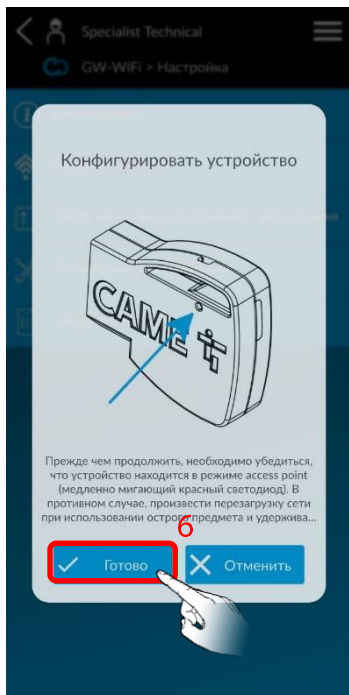 Specialist Technical
GW-WiFi > Настройка
Конфигурировать устройство
CAME
Прежде чем продолжить, необходимо убедиться,
что устройство находится в режиме access point
(медленно мигающий красный светодиод). В
противном случае, произвести перезагрузку сети
при использовании острого предмета и удержива...
6
Готово
Отменить